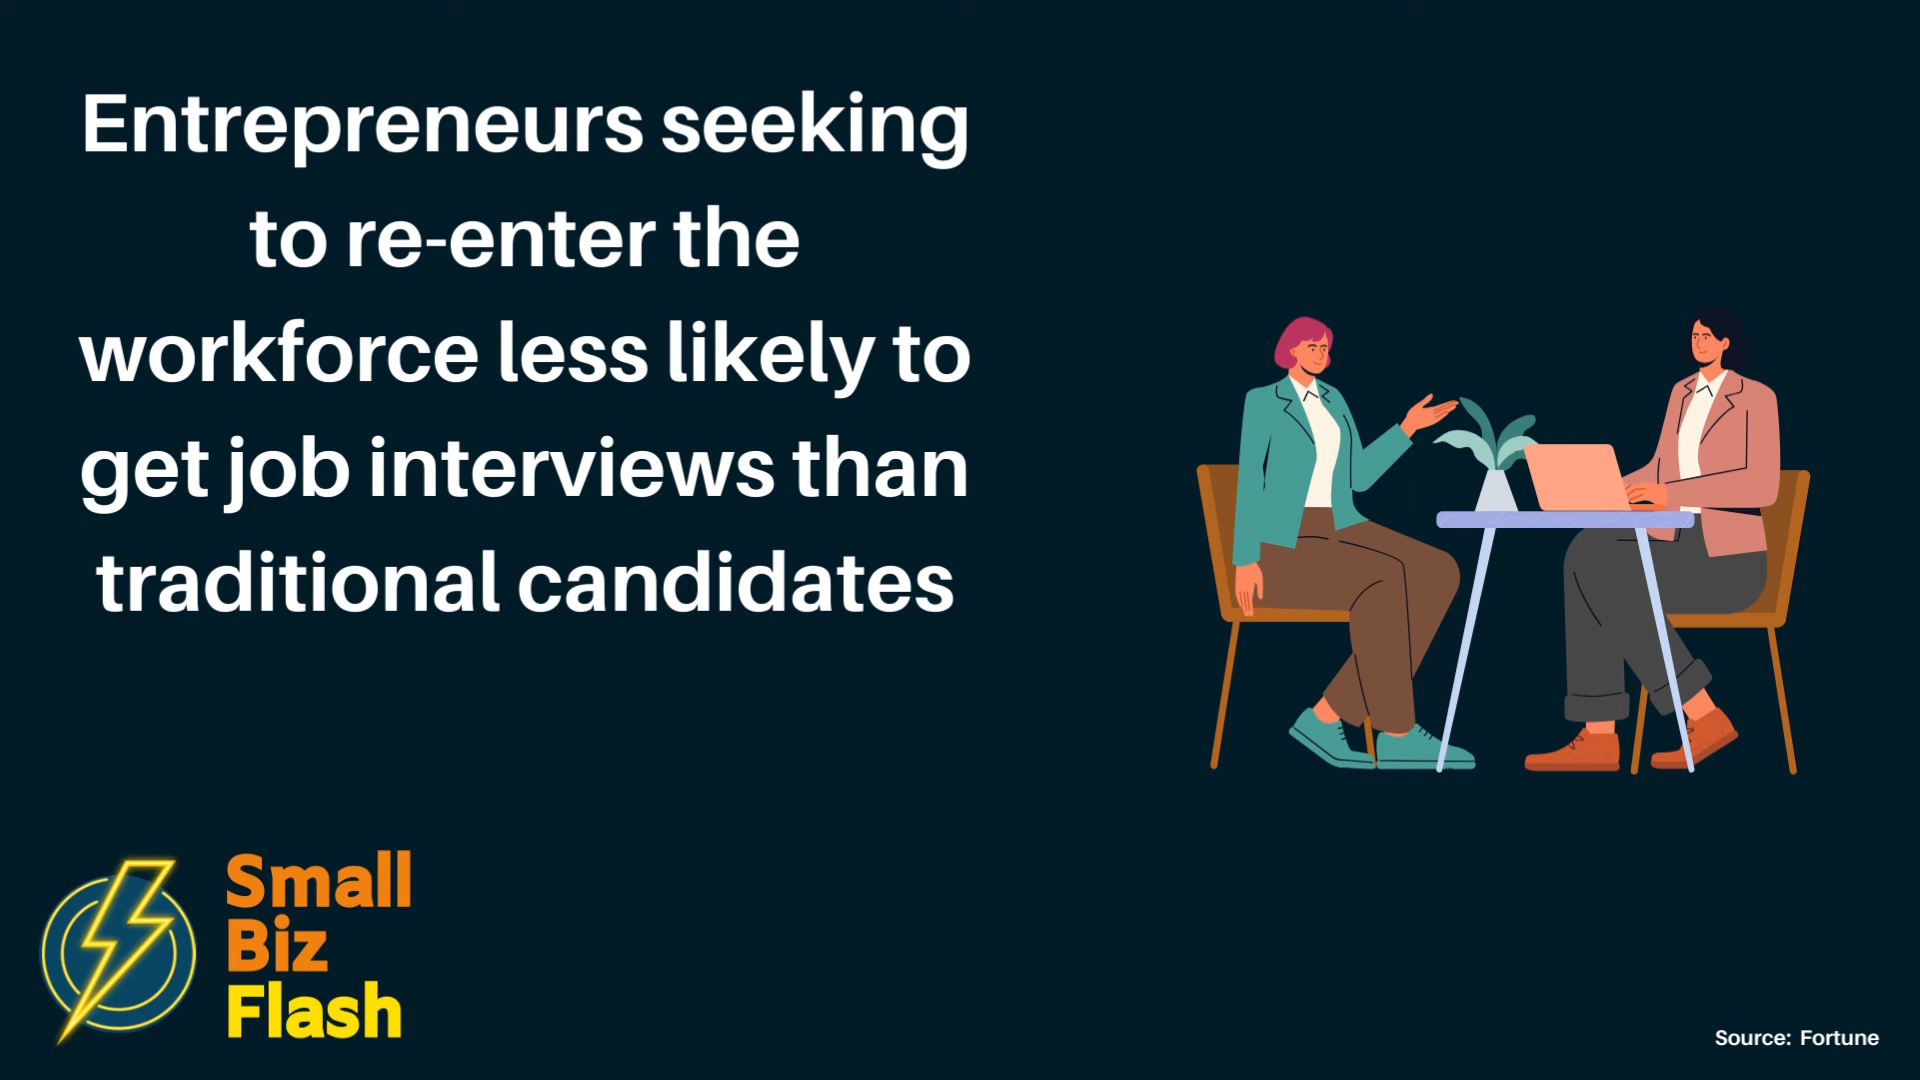 Entrepreneurs seeking
to re-enter the
workforce less likely to
get job interviews than
traditional candidates
Small
Biz
Flash
Source: Fortune